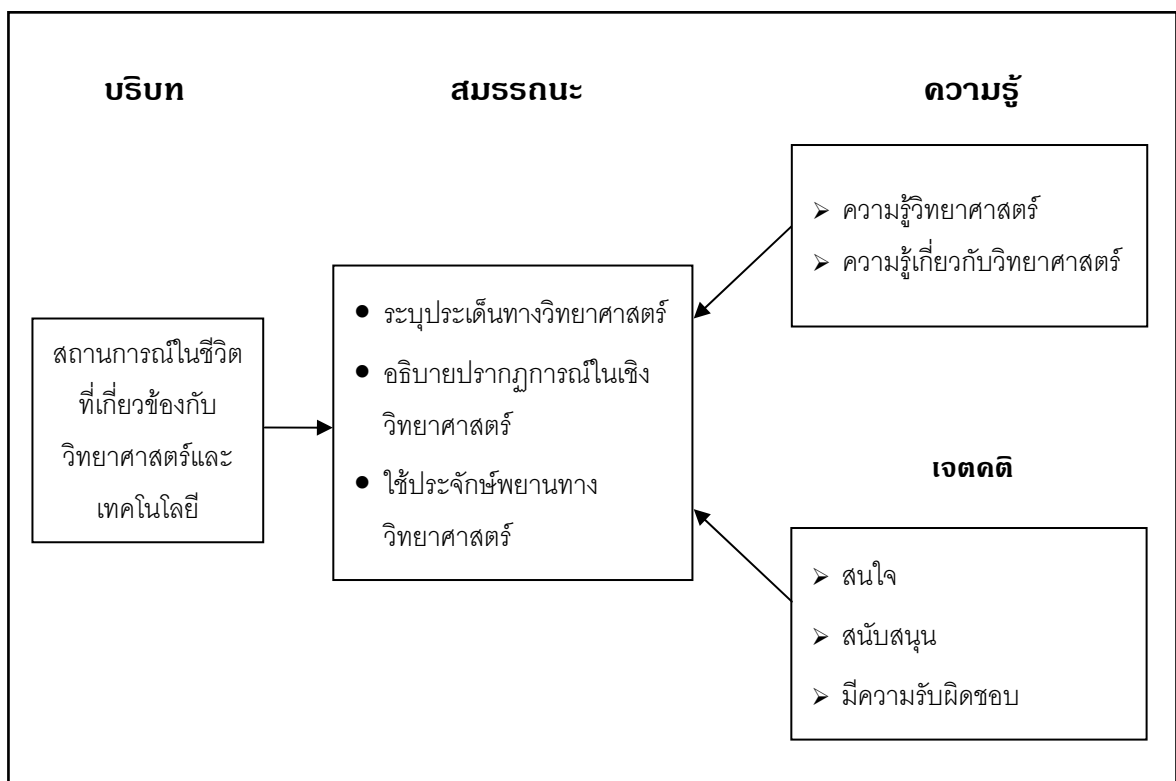 บริบท
สมรรถนะ
ความรู้
➢ ความรู้วิทยาศาสตร์
➢ ความรู้เกี่ยวกับวิทยาศาสตร์
● ระบุประเด็นทางวิทยาศาสตร์
● อธิบายปรากฏการณ์ในเชิง
วิทยาศาสตร์
● ใช้ประจักษ์พยานทาง
วิทยาศาสตร์
สถานการณ์ในชีวิต
ที่เกี่ยวข้องกับ
วิทยาศาสตร์และ
เทคโนโลยี
เจตคติ
➢ สนใจ
➢ สนับสนุน
➢ มีความรับผิดชอบ